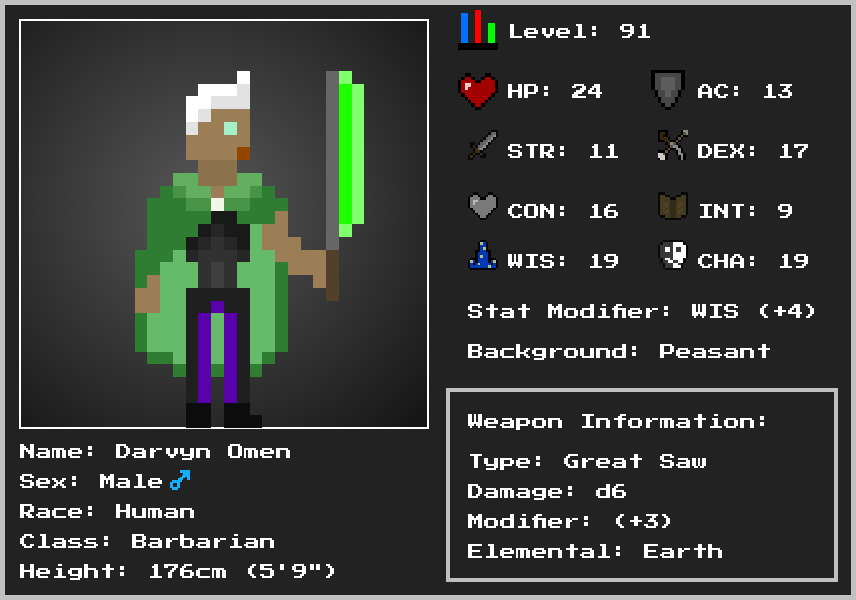 Level: 91
HP: 24
AC: 13
STR: 11
DEX: 17
CON: 16
INT: 9
WIS: 19
CHA: 19
Stat Modifier: WIS (+4)
Background: Peasant
Weapon Information:
Type: Great Saw
Damage: d6
Modifier: (+3)
Elemental: Earth
Name: Darvyn Omen
Sex: Male♂
Race: Human
Class: Barbarian
Height: 176cm (5'9")